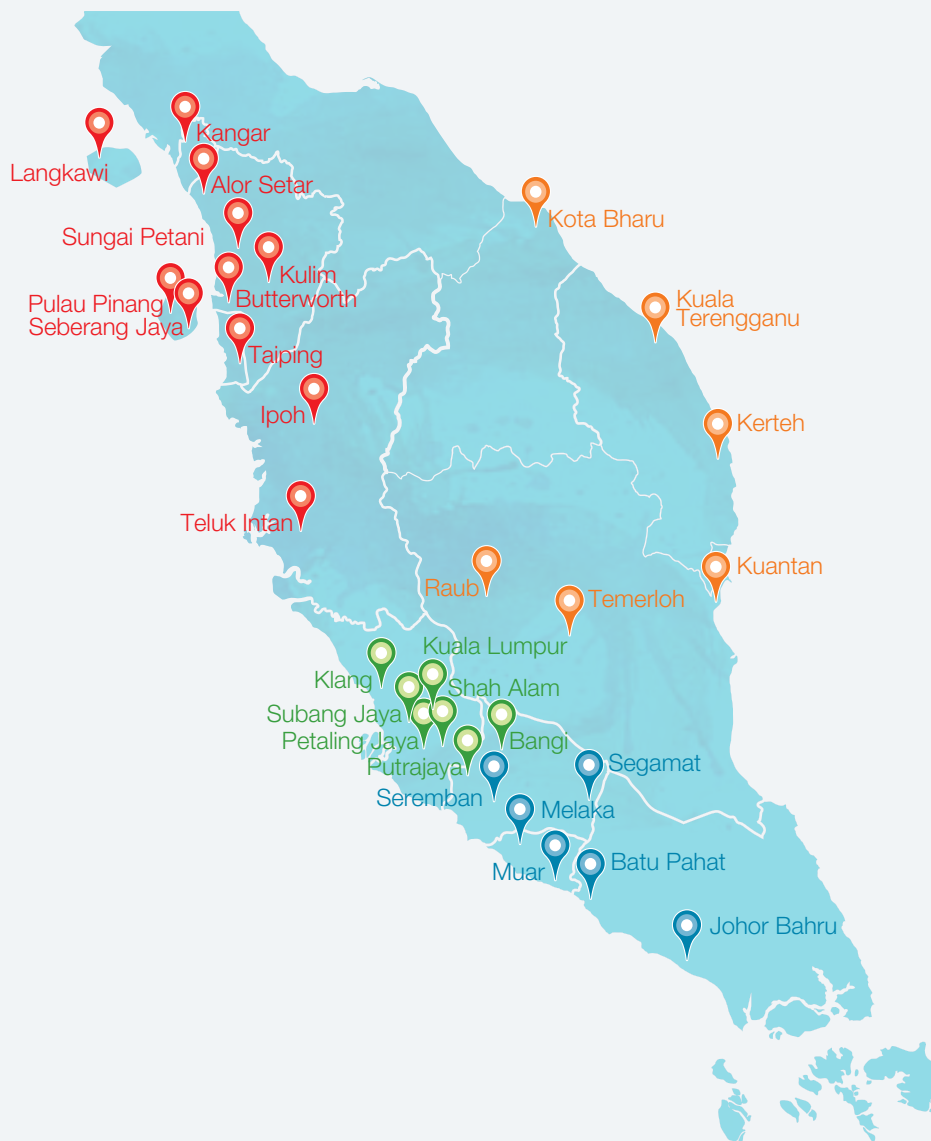 Kangar
Langkawi
Alor Setar
Kota Bharu
Sungai Petani
Kulim
Butterworth
Pulau Pinang
Seberang Jaya
Kuala
Terengganu
Taiping
Ipoh
Kerteh
Teluk Intan
Kuantan
Raub
Temerloh
Kuala Lumpur
Klang
Shah Alam
Subang Jaya
Petaling Jaya
Bangi
Putrajaya
Segamat
Seremban
Melaka
Muar
Batu Pahat
Johor Bahru